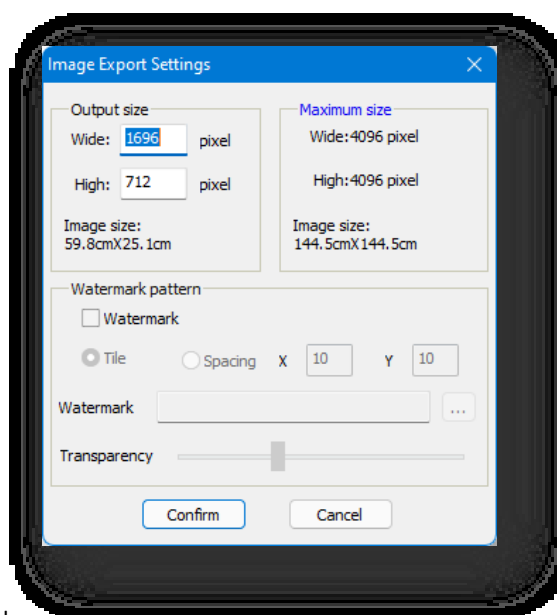 Image Export Settings
Output size
Wide: 1696 pixel
High: 712 pixel
Image size:
59.8cmX25.1cm
Maximum size
Wide:4096 pixel
High:4096 pixel
Image size:
144.5cmX144.5cm
Watermark pattern
Watermark
Tile Spacing X 10 Y 10
Watermark ...
Transparency
Confirm Cancel